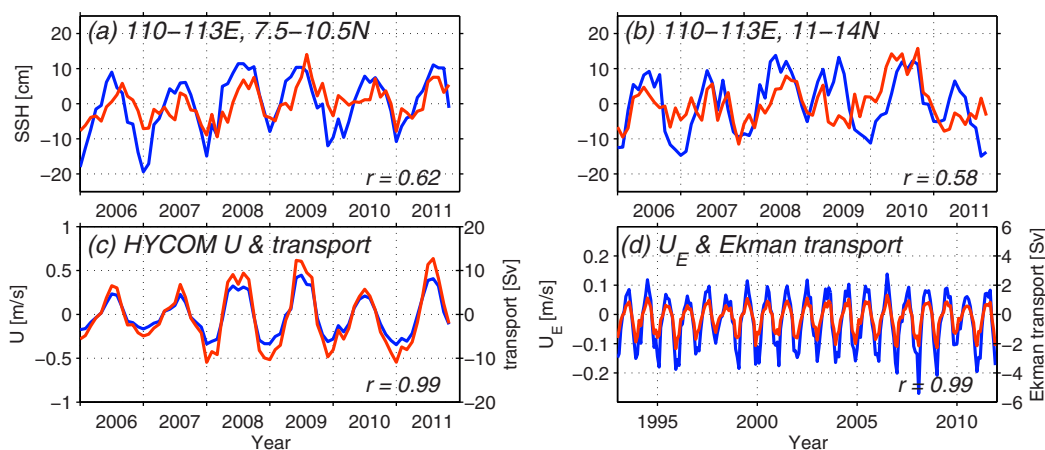 (a) 110−113E, 7.5−10.5N
SSH [cm]
20
10
0
−10
−20
r = 0.62
2006 2007 2008 2009 2010 2011
(b) 110−113E, 11−14N
20
10
0
−10
−20
r = 0.58
2006 2007 2008 2009 2010 2011
(c) HYCOM U & transport
U [m/s]
1
0.5
0
−0.5
−1
transport [Sv]
20
10
0
−10
−20
r = 0.99
2006 2007 2008 2009 2010 2011
Year
(d) U_E & Ekman transport
U_E [m/s]
0.2
0.1
0
−0.1
−0.2
Ekman transport [Sv]
6
4
2
0
−2
−4
−6
r = 0.99
1995 2000 2005 2010
Year